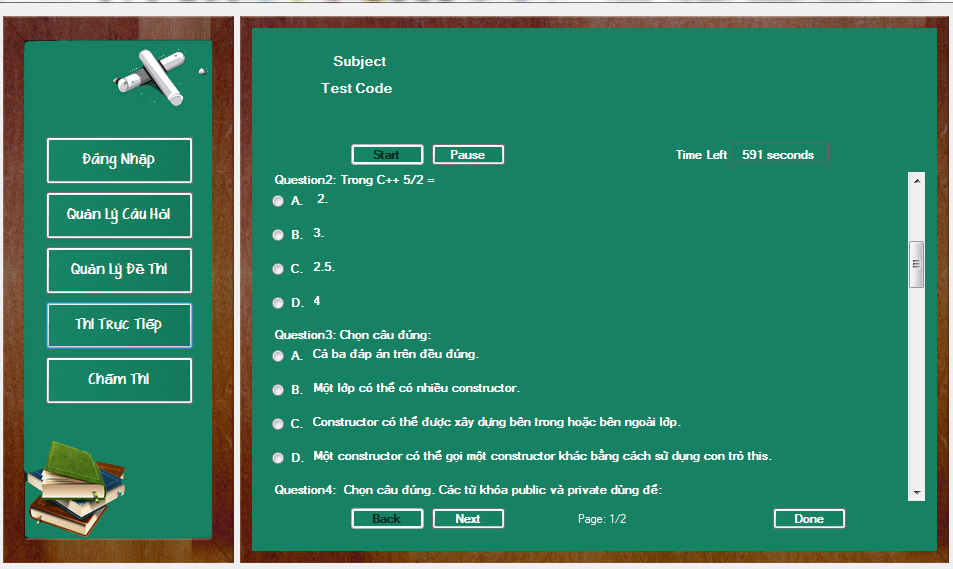 Đăng Nhập
Quản Lý Câu Hỏi
Quản Lý Đề Thi
Thi Trực Tiếp
Chấm Thi
Subject
Test Code
Start
Pause
Time Left 591 seconds
Question2: Trong C++ 5/2 =
A. 2.
B. 3.
C. 2.5.
D. 4
Question3: Chọn câu đúng:
A. Cả ba đáp án trên đều đúng.
B. Một lớp có thể có nhiều constructor.
C. Constructor có thể được xây dựng bên trong hoặc bên ngoài lớp.
D. Một constructor có thể gọi một constructor khác bằng cách sử dụng con trỏ this.
Question4: Chọn câu đúng. Các từ khóa public và private dùng để:
Back
Next
Page: 1/2
Done